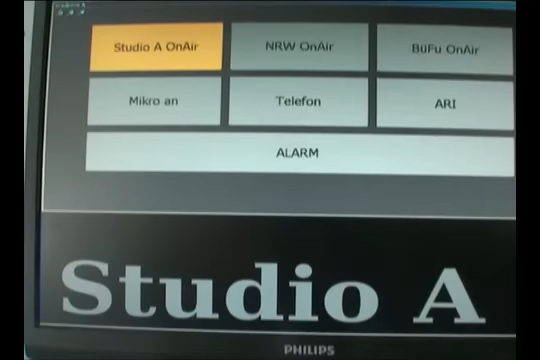 Studio A OnAir
NRW OnAir
BüFu OnAir
Mikro an
Telefon
ARI
ALARM
Studio A
PHILIPS